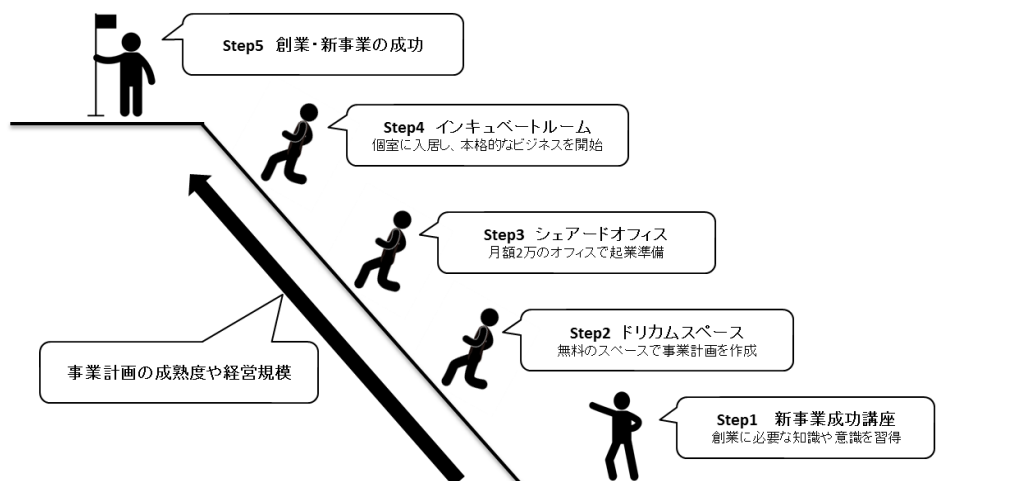 Step5 創業・新事業の成功
Step4 インキュベートルーム
個室に入居し、本格的なビジネスを開始
Step3 シェアードオフィス
月額2万のオフィスで起業準備
Step2 ドリカムスペース
無料のスペースで事業計画を作成
事業計画の成熟度や経営規模
Step1 新事業成功講座
創業に必要な知識や意識を習得